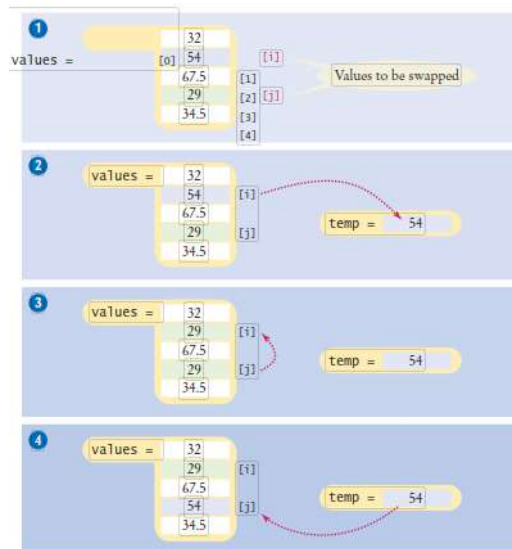 1
32
values = [0] 54 [i]
67.5 [1] Values to be swapped
29 [2] [j]
34.5 [3]
[4]
2
values = 32
54 [i]
67.5 temp = 54
29 [j]
34.5
3
values = 32
29 [i]
67.5
29 [j] temp = 54
34.5
4
values = 32
29 [i]
67.5
54 [j] temp = 54
34.5